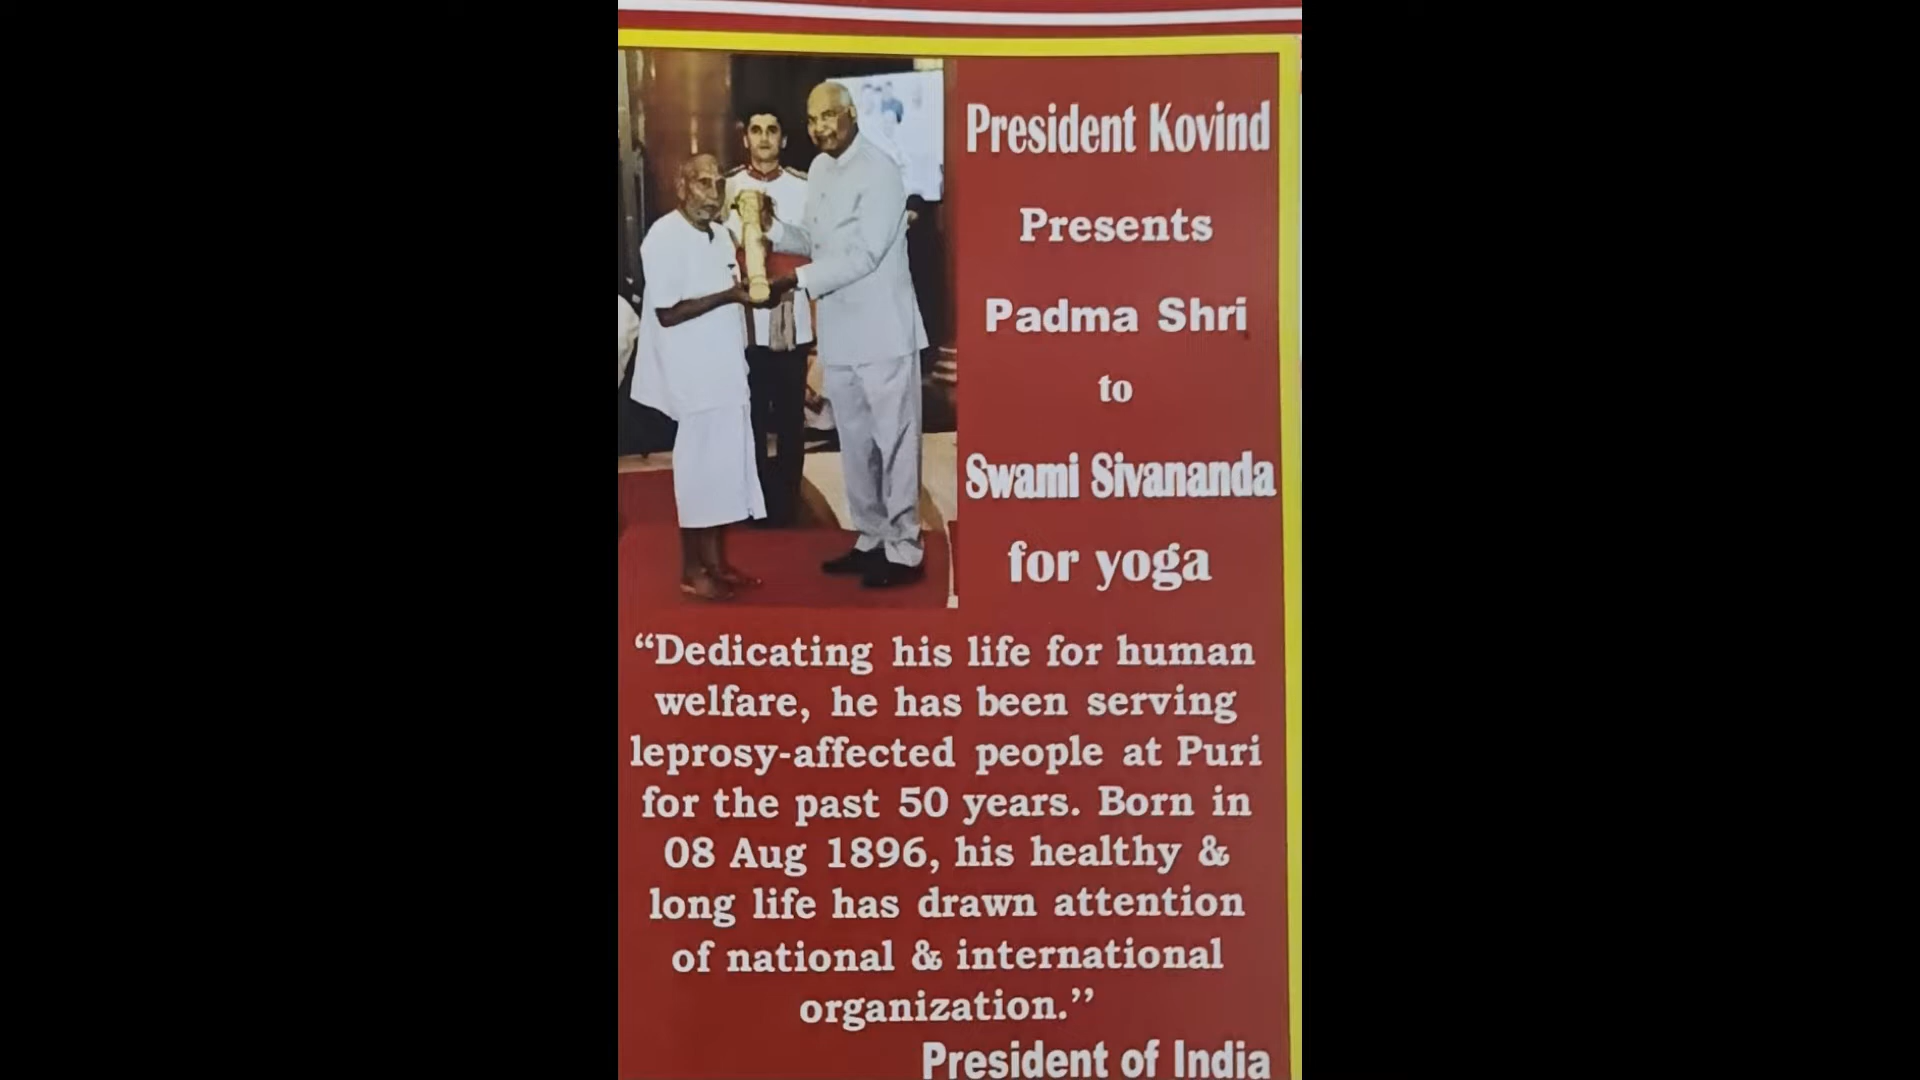 President Kovind
Presents
Padma Shri
to
Swami Sivananda
for yoga
“Dedicating his life for human
welfare, he has been serving
leprosy-affected people at Puri
for the past 50 years. Born in
08 Aug 1896, his healthy &
long life has drawn attention
of national & international
organization.”
President of India